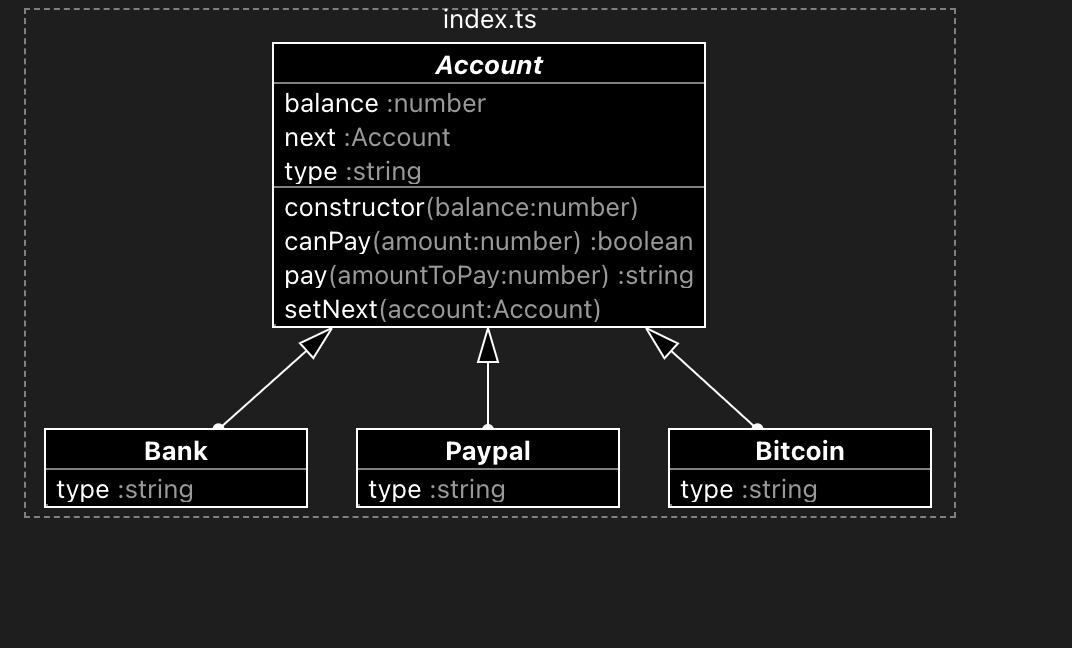 index.ts
Account
balance :number
next :Account
type :string
constructor(balance:number)
canPay(amount:number) :boolean
pay(amountToPay:number) :string
setNext(account:Account)
Bank
type :string
Paypal
type :string
Bitcoin
type :string